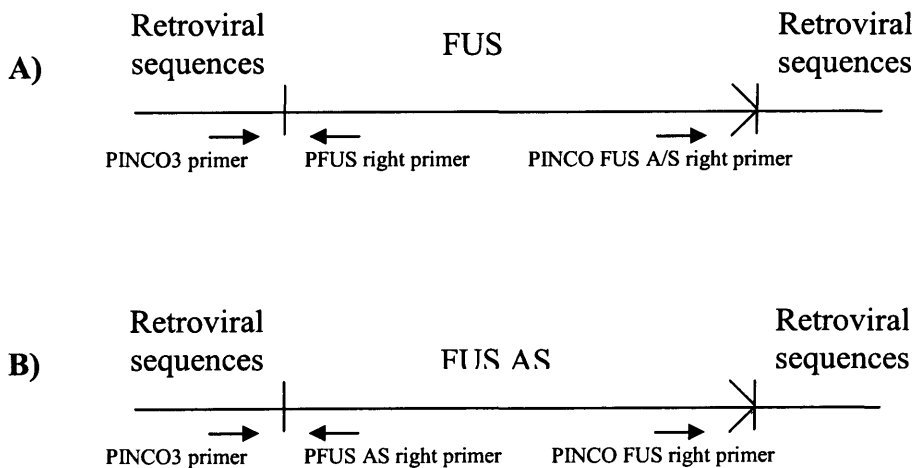 A)
Retroviral
sequences
FUS
Retroviral
sequences
PINCO3 primer
PFUS right primer
PINCO FUS A/S right primer
B)
Retroviral
sequences
FUS AS
Retroviral
sequences
PINCO3 primer
PFUS AS right primer
PINCO FUS right primer